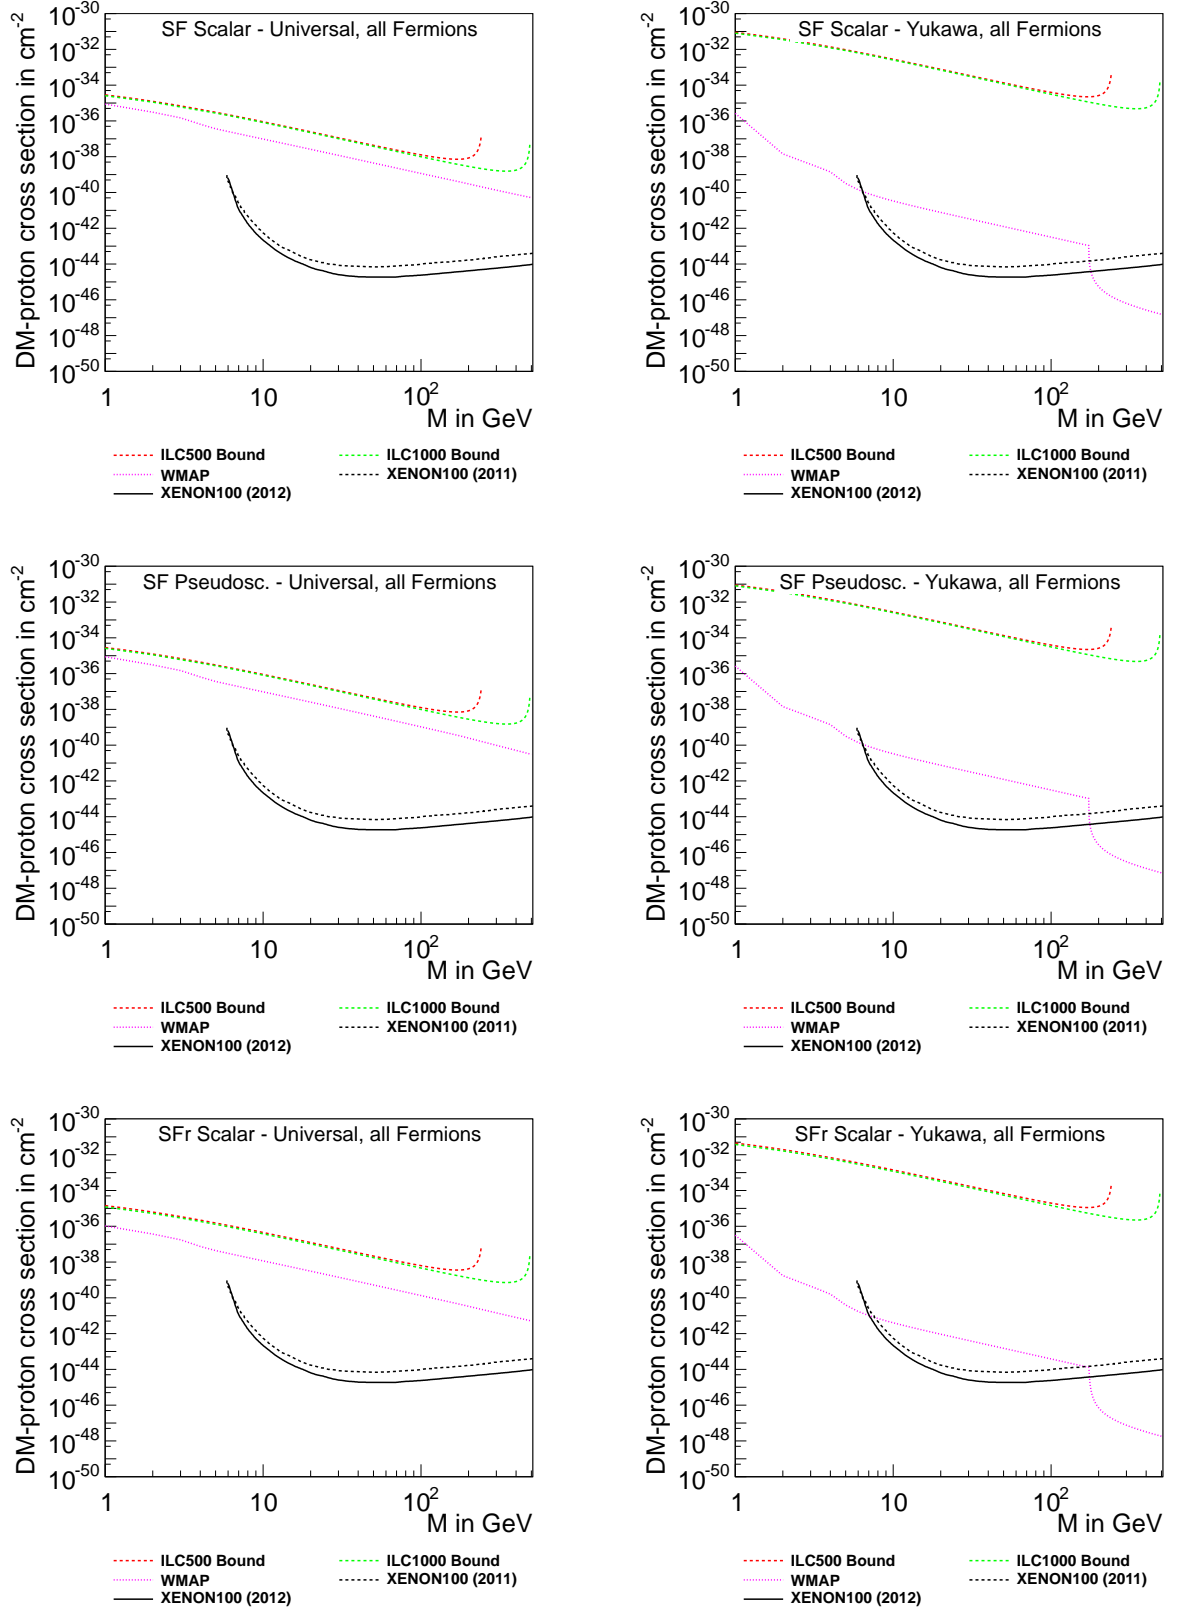 SF Scalar - Universal, all Fermions
DM-proton cross section in cm-2
10-30
10-32
10-34
10-36
10-38
10-40
10-42
10-44
10-46
10-48
10-50
1 10 102
M in GeV
ILC500 Bound ILC1000 Bound
WMAP XENON100 (2011)
XENON100 (2012)
SF Scalar - Yukawa, all Fermions
DM-proton cross section in cm-2
10-30
10-32
10-34
10-36
10-38
10-40
10-42
10-44
10-46
10-48
10-50
1 10 102
M in GeV
ILC500 Bound ILC1000 Bound
WMAP XENON100 (2011)
XENON100 (2012)
SF Pseudosc. - Universal, all Fermions
DM-proton cross section in cm-2
10-30
10-32
10-34
10-36
10-38
10-40
10-42
10-44
10-46
10-48
10-50
1 10 102
M in GeV
ILC500 Bound ILC1000 Bound
WMAP XENON100 (2011)
XENON100 (2012)
SF Pseudosc. - Yukawa, all Fermions
DM-proton cross section in cm-2
10-30
10-32
10-34
10-36
10-38
10-40
10-42
10-44
10-46
10-48
10-50
1 10 102
M in GeV
ILC500 Bound ILC1000 Bound
WMAP XENON100 (2011)
XENON100 (2012)
SFr Scalar - Universal, all Fermions
DM-proton cross section in cm-2
10-30
10-32
10-34
10-36
10-38
10-40
10-42
10-44
10-46
10-48
10-50
1 10 102
M in GeV
ILC500 Bound ILC1000 Bound
WMAP XENON100 (2011)
XENON100 (2012)
SFr Scalar - Yukawa, all Fermions
DM-proton cross section in cm-2
10-30
10-32
10-34
10-36
10-38
10-40
10-42
10-44
10-46
10-48
10-50
1 10 102
M in GeV
ILC500 Bound ILC1000 Bound
WMAP XENON100 (2011)
XENON100 (2012)